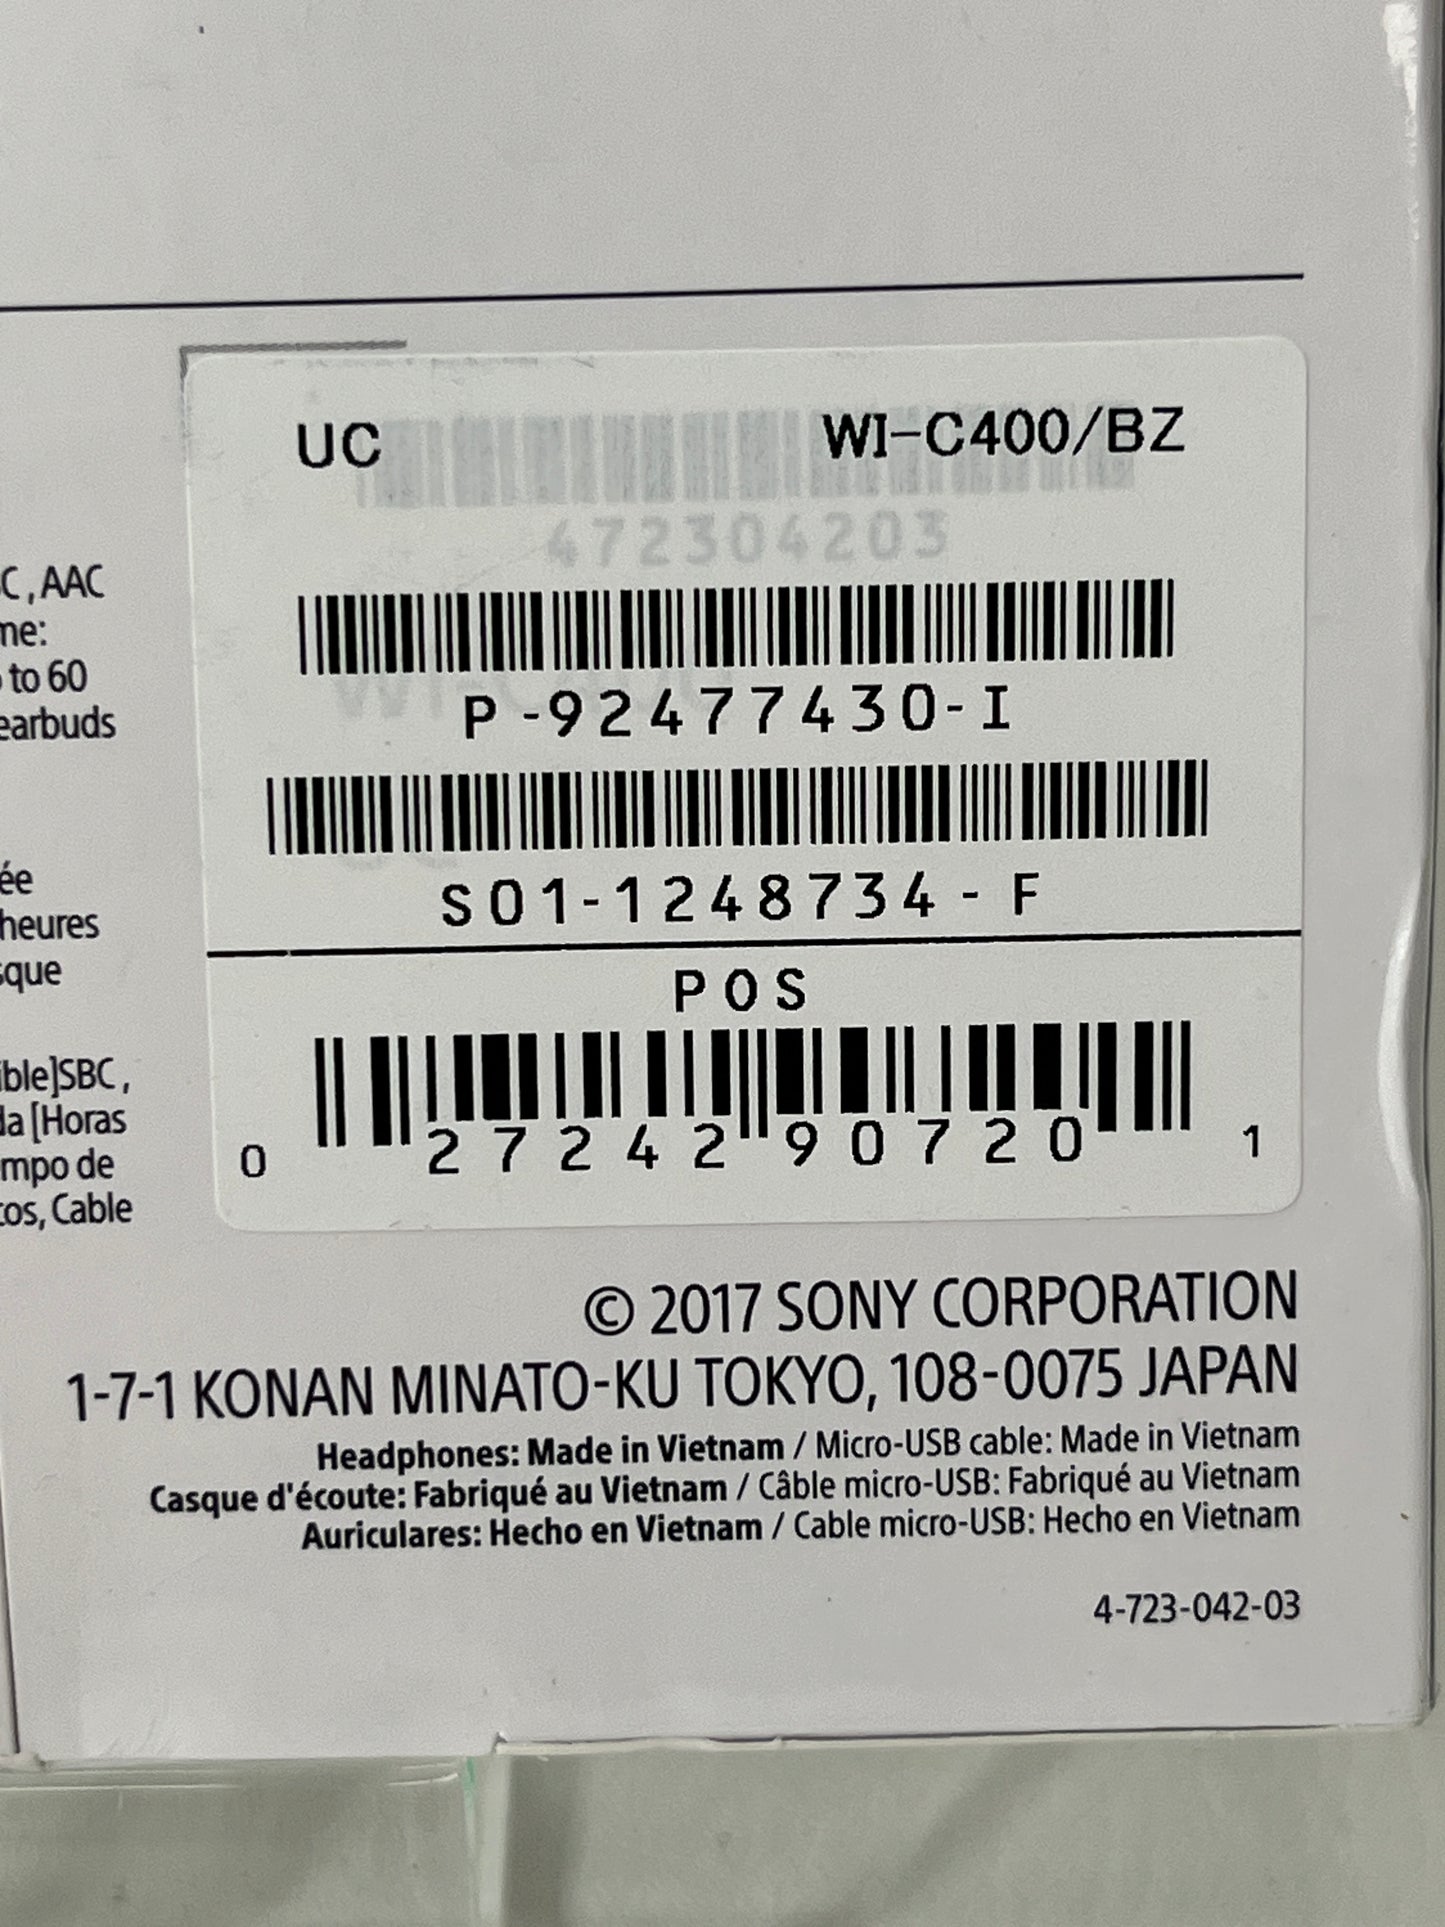 C, AAC
me:
to 60
earbuds
ée
heures
sque
ible]SBC,
da [Horas
mpo de
cos, Cable
UC WI-C400/BZ
472304203
P-92477430-I
S01-1248734-F
POS
0 27242 90720 1
© 2017 SONY CORPORATION
1-7-1 KONAN MINATO-KU TOKYO, 108-0075 JAPAN
Headphones: Made in Vietnam / Micro-USB cable: Made in Vietnam
Casque d'écoute: Fabriqué au Vietnam / Câble micro-USB: Fabriqué au Vietnam
Auriculares: Hecho en Vietnam / Cable micro-USB: Hecho en Vietnam
4-723-042-03